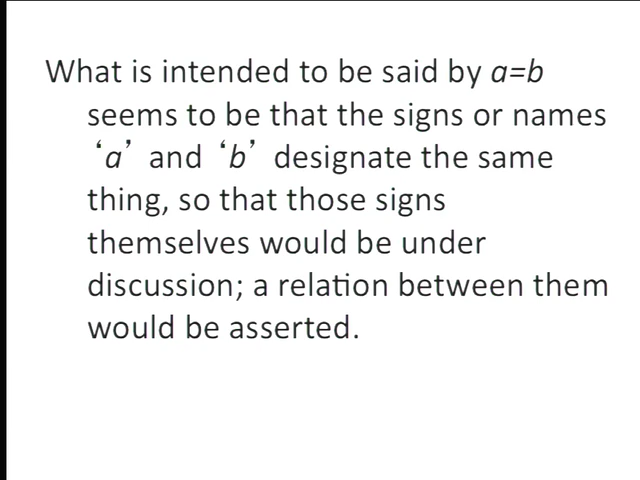 What is intended to be said by a=b
seems to be that the signs or names
‘a’ and ‘b’ designate the same
thing, so that those signs
themselves would be under
discussion; a relation between them
would be asserted.